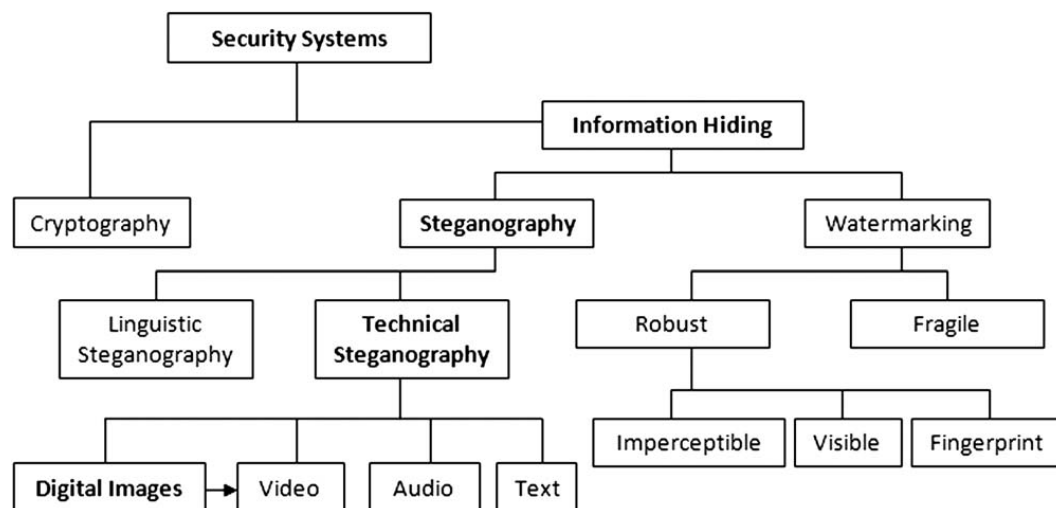 Security Systems
Information Hiding
Cryptography
Steganography
Watermarking
Linguistic
Steganography
Technical
Steganography
Robust
Fragile
Imperceptible
Visible
Fingerprint
Digital Images
Video
Audio
Text